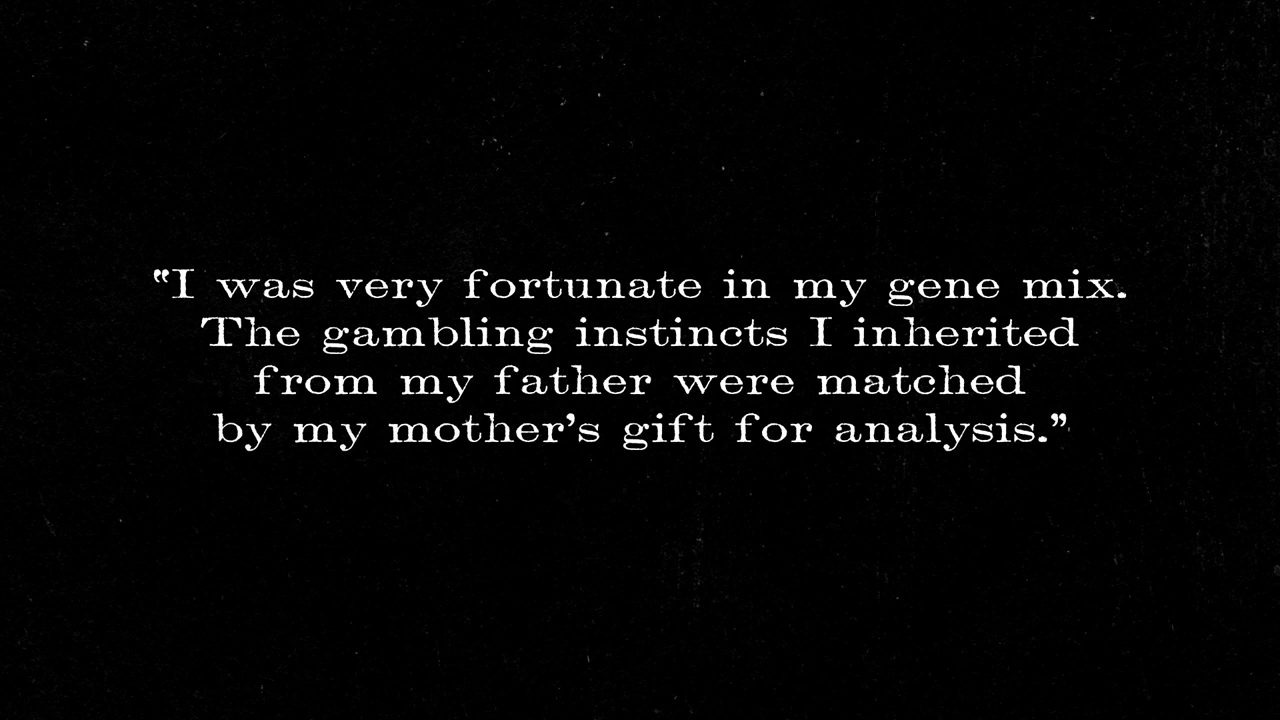 “I was very fortunate in my gene mix.
The gambling instincts I inherited
from my father were matched
by my mother’s gift for analysis.”